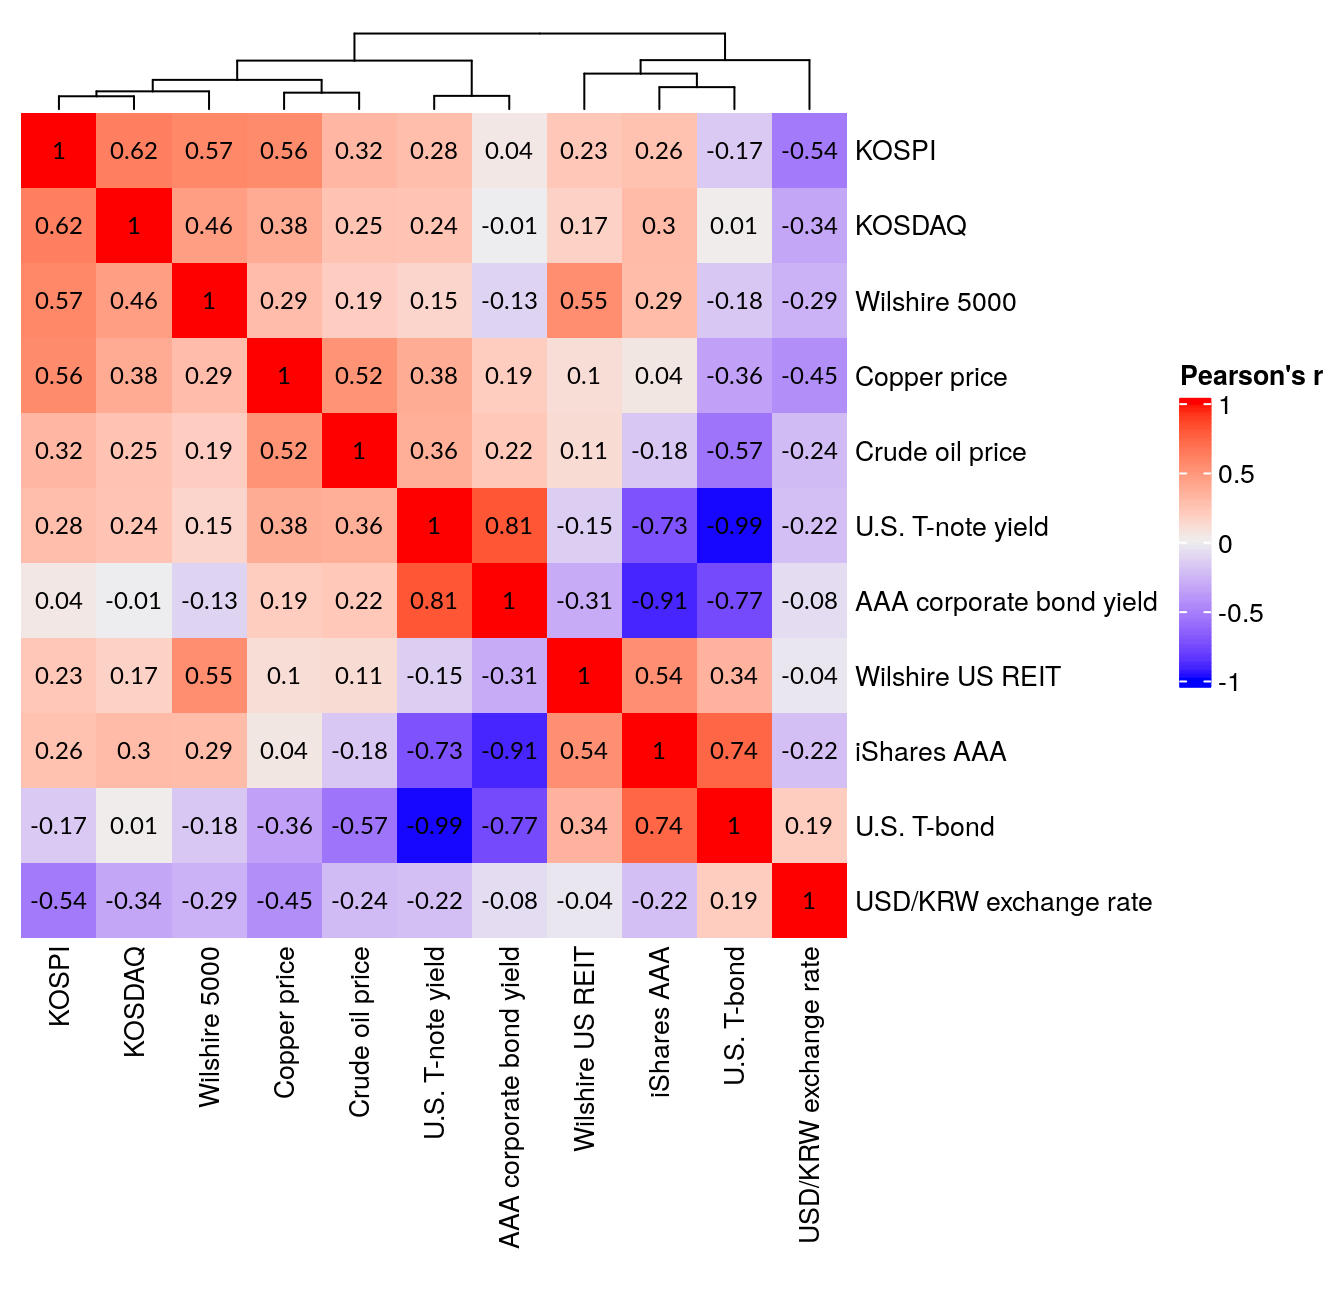 1 0.62 0.57 0.56 0.32 0.28 0.04 0.23 0.26 -0.17 -0.54 KOSPI
0.62 1 0.46 0.38 0.25 0.24 -0.01 0.17 0.3 0.01 -0.34 KOSDAQ
0.57 0.46 1 0.29 0.19 0.15 -0.13 0.55 0.29 -0.18 -0.29 Wilshire 5000
0.56 0.38 0.29 1 0.52 0.38 0.19 0.1 0.04 -0.36 -0.45 Copper price
0.32 0.25 0.19 0.52 1 0.36 0.22 0.11 -0.18 -0.57 -0.24 Crude oil price
0.28 0.24 0.15 0.38 0.36 1 0.81 -0.15 -0.73 -0.99 -0.22 U.S. T-note yield
0.04 -0.01 -0.13 0.19 0.22 0.81 1 -0.31 -0.91 -0.77 -0.08 AAA corporate bond yield
0.23 0.17 0.55 0.1 0.11 -0.15 -0.31 1 0.54 0.34 -0.04 Wilshire US REIT
0.26 0.3 0.29 0.04 -0.18 -0.73 -0.91 0.54 1 0.74 -0.22 iShares AAA
-0.17 0.01 -0.18 -0.36 -0.57 -0.99 -0.77 0.34 0.74 1 0.19 U.S. T-bond
-0.54 -0.34 -0.29 -0.45 -0.24 -0.22 -0.08 -0.04 -0.22 0.19 1 USD/KRW exchange rate
KOSPI
KOSDAQ
Wilshire 5000
Copper price
Crude oil price
U.S. T-note yield
AAA corporate bond yield
Wilshire US REIT
iShares AAA
U.S. T-bond
USD/KRW exchange rate
Pearson's r
1
0.5
0
-0.5
-1